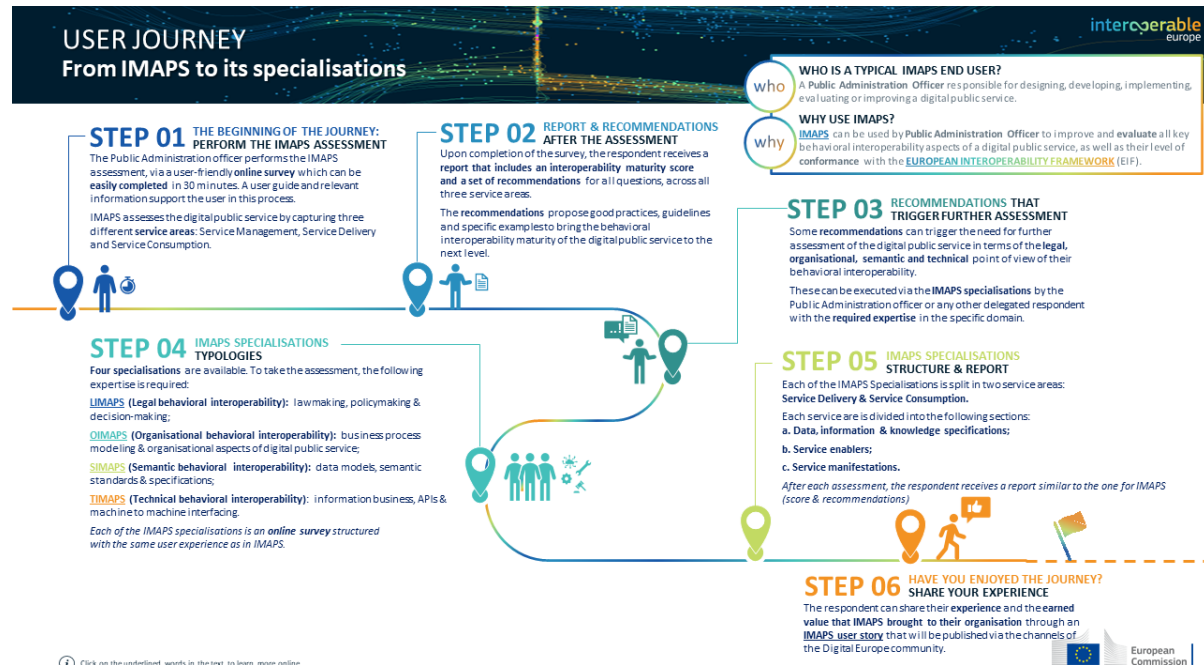 USER JOURNEY
From IMAPS to its specialisations
interoperable
europe
who
WHO IS A TYPICAL IMAPS END USER?
A Public Administration Officer responsible for designing, developing, implementing,
evaluating or improving a digital public service.
why
WHY USE IMAPS?
IMAPS can be used by Public Administration Officer to improve and evaluate all key
behavioral interoperability aspects of a digital public service, as well as their level of
conformance with the EUROPEAN INTEROPERABILITY FRAMEWORK (EIF).
STEP 01
THE BEGINNING OF THE JOURNEY:
PERFORM THE IMAPS ASSESSMENT
The Public Administration officer performs the IMAPS
assessment, via a user-friendly online survey which can be
easily completed in 30 minutes. A user guide and relevant
information support the user in this process.
IMAPS assesses the digital public service by capturing three
different service areas: Service Management, Service Delivery
and Service Consumption.
STEP 02
REPORT & RECOMMENDATIONS
AFTER THE ASSESSMENT
Upon completion of the survey, the respondent receives a
report that includes an interoperability maturity score
and a set of recommendations for all questions, across all
three service areas.
The recommendations propose good practices, guidelines
and specific examples to bring the behavioral
interoperability maturity of the digital public service to the
next level.
STEP 03
RECOMMENDATIONS THAT
TRIGGER FURTHER ASSESSMENT
Some recommendations can trigger the need for further
assessment of the digital public service in terms of the legal,
organisational, semantic and technical point of view of their
behavioral interoperability.
These can be executed via the IMAPS specialisations by the
Public Administration officer or any other delegated respondent
with the required expertise in the specific domain.
STEP 04
IMAPS SPECIALISATIONS
TYPOLOGIES
Four specialisations are available. To take the assessment, the following
expertise is required:
LIMAPS (Legal behavioral interoperability): lawmaking, policymaking &
decision-making;
OIMAPS (Organisational behavioral interoperability): business process
modeling & organisational aspects of digital public service;
SIMAPS (Semantic behavioral interoperability): data models, semantic
standards & specifications;
TIMAPS (Technical behavioral interoperability): information business, APIs &
machine to machine interfacing.
Each of the IMAPS specialisations is an online survey structured
with the same user experience as in IMAPS.
STEP 05
IMAPS SPECIALISATIONS
STRUCTURE & REPORT
Each of the IMAPS Specialisations is split in two service areas:
Service Delivery & Service Consumption.
Each service are is divided into the following sections:
a. Data, information & knowledge specifications;
b. Service enablers;
c. Service manifestations.
After each assessment, the respondent receives a report similar to the one for IMAPS
(score & recommendations)
STEP 06
HAVE YOU ENJOYED THE JOURNEY?
SHARE YOUR EXPERIENCE
The respondent can share their experience and the earned
value that IMAPS brought to their organisation through an
IMAPS user story that will be published via the channels of
the Digital Europe community.
i Click on the underlined words in the text to learn more online
European
Commission